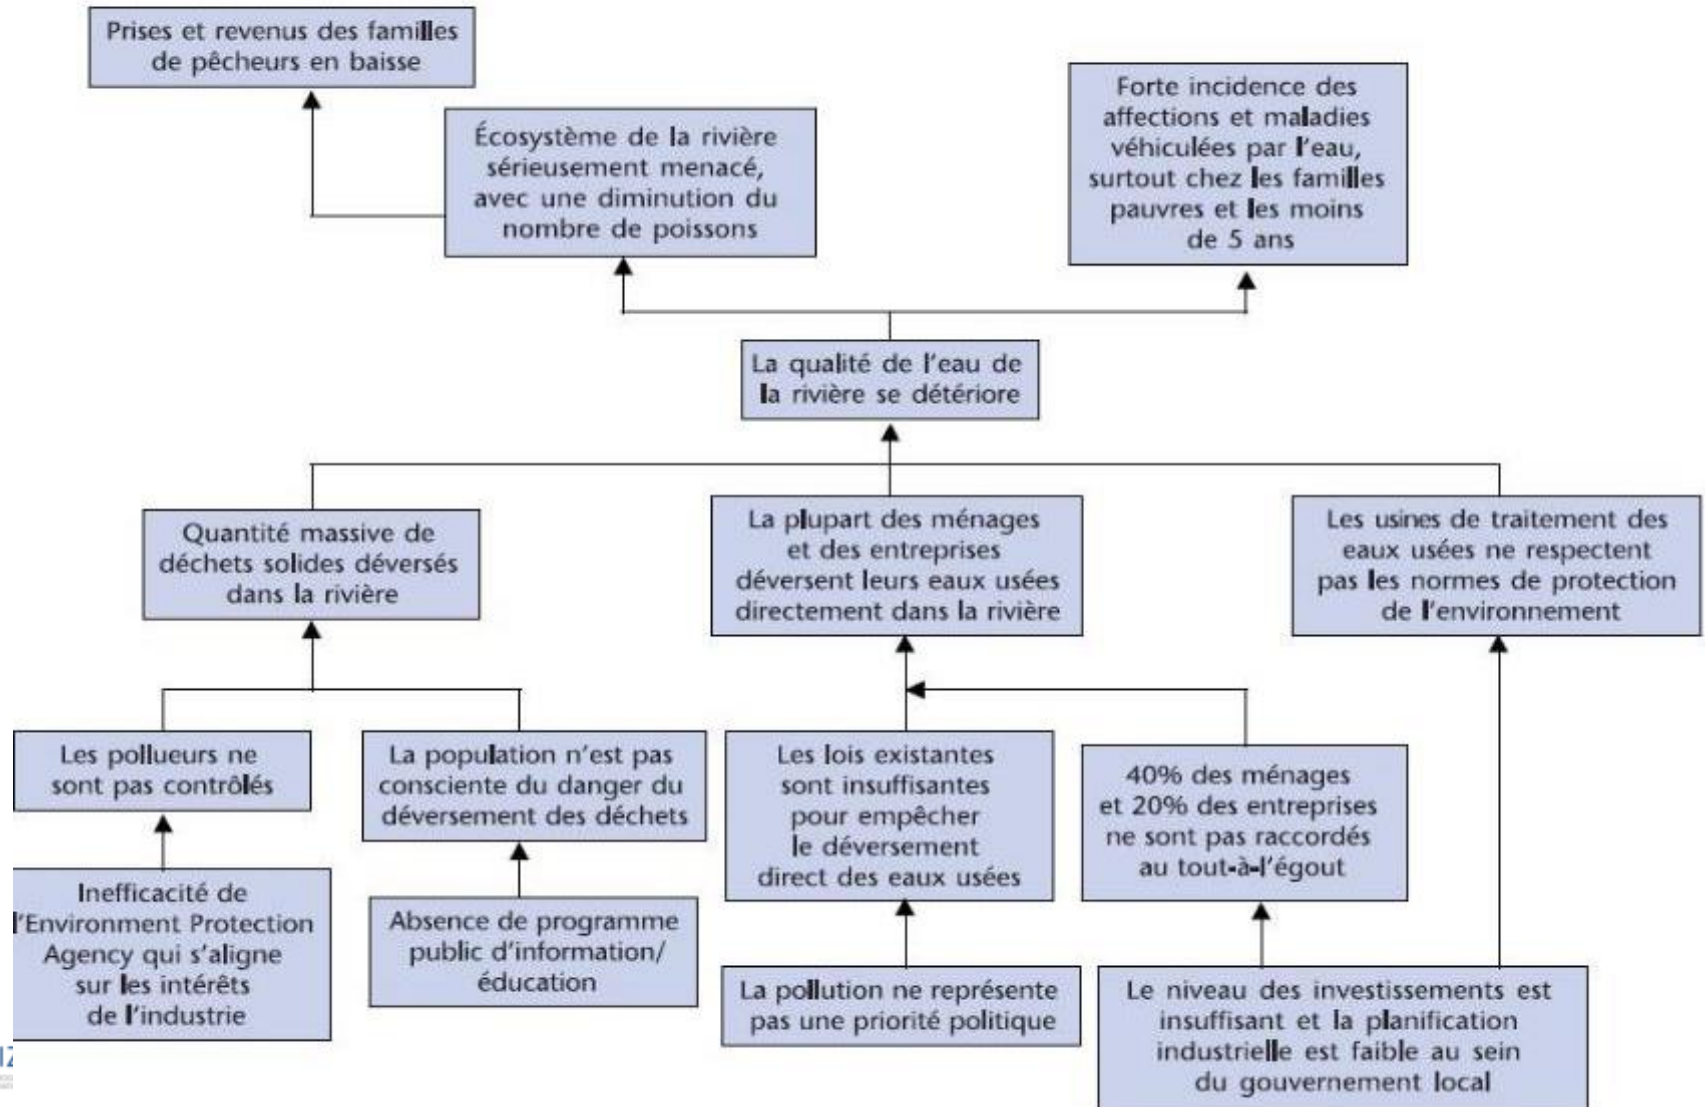 Prises et revenus des familles
de pêcheurs en baisse
Écosystème de la rivière
sérieusement menacé,
avec une diminution du
nombre de poissons
Forte incidence des
affections et maladies
véhiculées par l'eau,
surtout chez les familles
pauvres et les moins
de 5 ans
La qualité de l'eau de
la rivière se détériore
Quantité massive de
déchets solides déversés
dans la rivière
La plupart des ménages
et des entreprises
déversent leurs eaux usées
directement dans la rivière
Les usines de traitement des
eaux usées ne respectent
pas les normes de protection
de l'environnement
Les pollueurs ne
sont pas contrôlés
La population n'est pas
consciente du danger du
déversement des déchets
Les lois existantes
sont insuffisantes
pour empêcher
le déversement
direct des eaux usées
40% des ménages
et 20% des entreprises
ne sont pas raccordés
au tout-à-l'égout
Inefficacité de
l'Environment Protection
Agency qui s'aligne
sur les intérêts
de l'industrie
Absence de programme
public d'information/
éducation
La pollution ne représente
pas une priorité politique
Le niveau des investissements est
insuffisant et la planification
industrielle est faible au sein
du gouvernement local